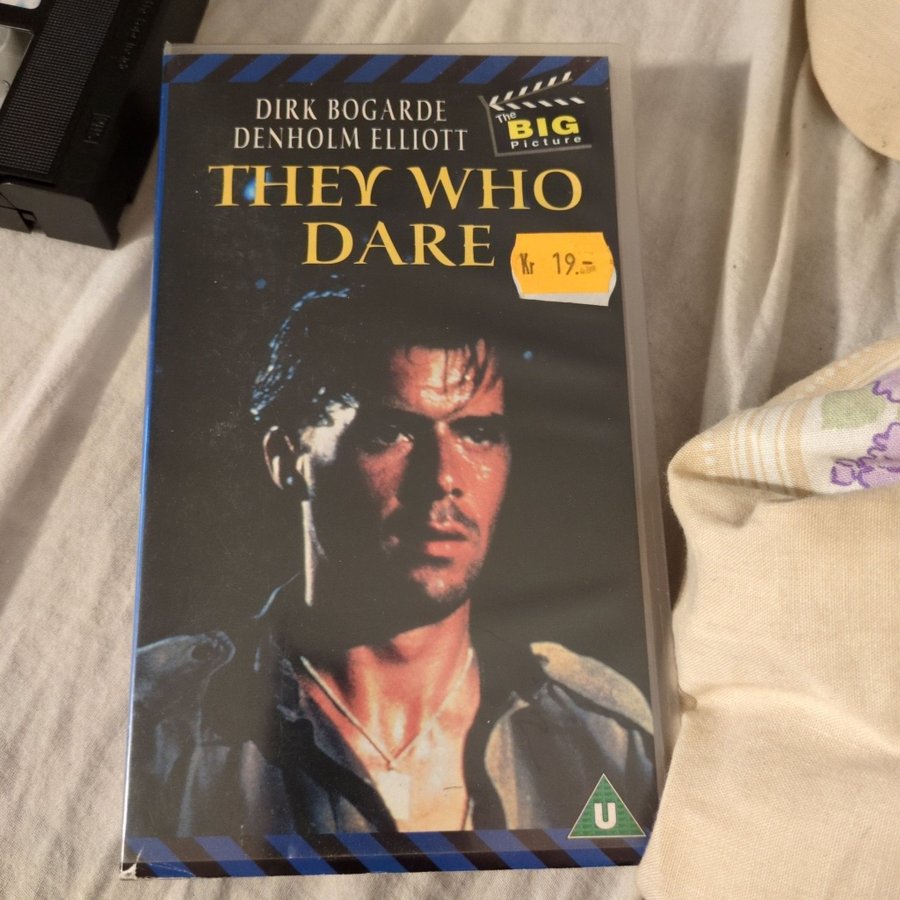 DIRK BOGARDE
DENHOLM ELLIOTT
The
BIG
Picture
THEY WHO
DARE
Kr 19.-
U